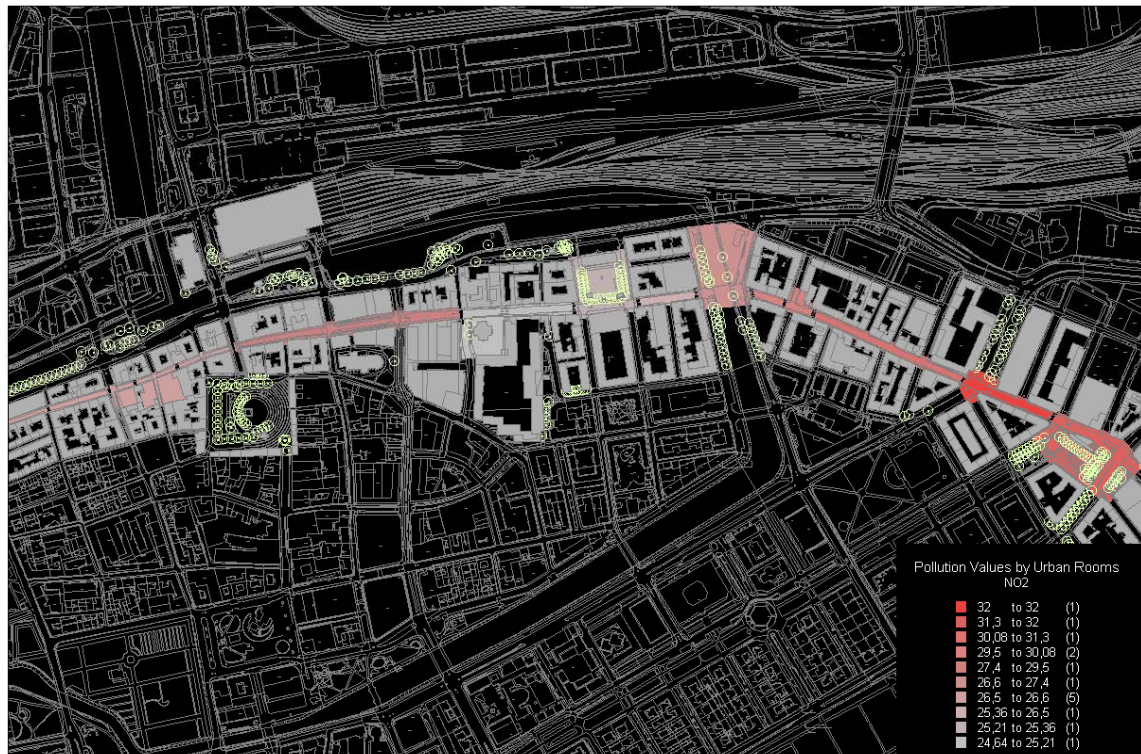 Pollution Values by Urban Rooms
NO2
32 to 32 (1)
31,3 to 32 (1)
30,08 to 31,3 (1)
29,5 to 30,08 (2)
27,4 to 29,5 (1)
26,6 to 27,4 (1)
26,5 to 26,6 (5)
25,36 to 26,5 (1)
25,21 to 25,36 (1)
24,64 to 25,21 (1)